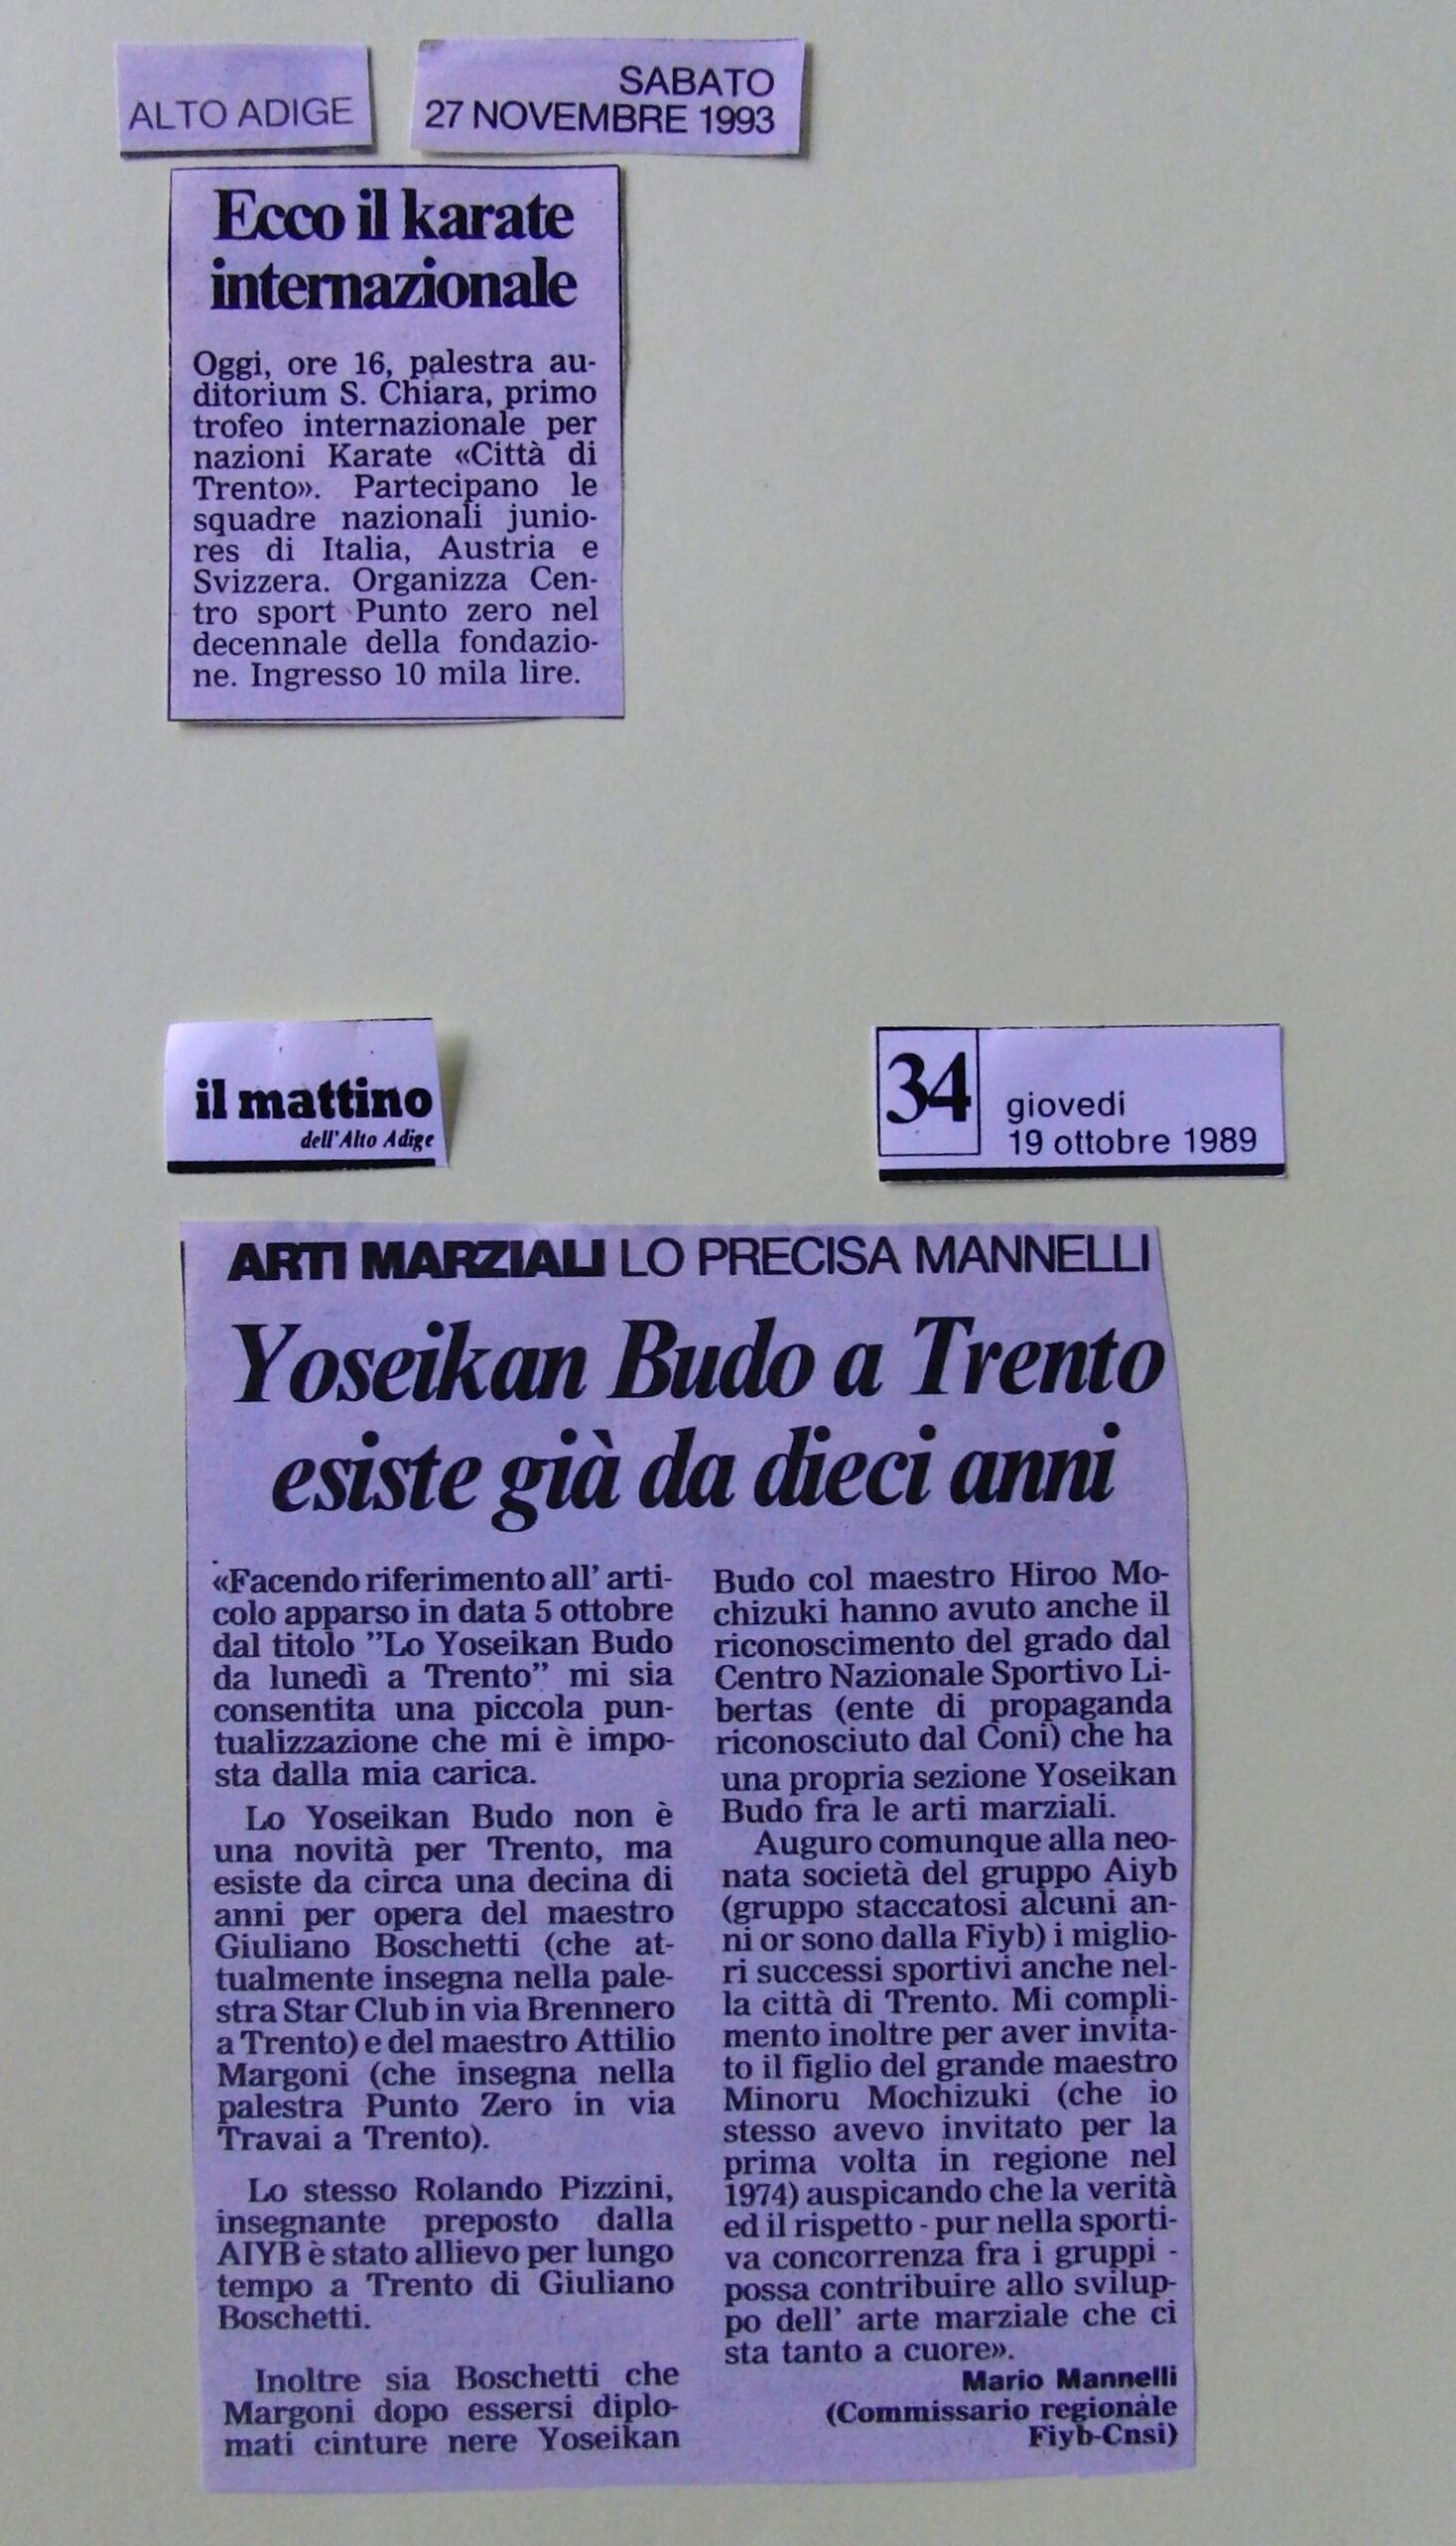 ALTO ADIGE
SABATO
27 NOVEMBRE 1993
Ecco il karate
internazionale
Oggi, ore 16, palestra au-
ditorium S. Chiara, primo
trofeo internazionale per
nazioni Karate «Città di
Trento». Partecipano le
squadre nazionali junio-
res di Italia, Austria e
Svizzera. Organizza Cen-
tro sport Punto zero nel
decennale della fondazio-
ne. Ingresso 10 mila lire.
il mattino
dell'Alto Adige
34
giovedi
19 ottobre 1989
ARTI MARZIALI LO PRECISA MANNELLI
Yoseikan Budo a Trento
esiste già da dieci anni
«Facendo riferimento all' arti-
colo apparso in data 5 ottobre
dal titolo "Lo Yoseikan Budo
da lunedì a Trento" mi sia
consentita una piccola pun-
tualizzazione che mi è impo-
sta dalla mia carica.
Lo Yoseikan Budo non è
una novità per Trento, ma
esiste da circa una decina di
anni per opera del maestro
Giuliano Boschetti (che at-
tualmente insegna nella pale-
stra Star Club in via Brennero
a Trento) e del maestro Attilio
Margoni (che insegna nella
palestra Punto Zero in via
Travai a Trento).
Lo stesso Rolando Pizzini,
insegnante preposto dalla
AIYB è stato allievo per lungo
tempo a Trento di Giuliano
Boschetti.
Inoltre sia Boschetti che
Margoni dopo essersi diplo-
mati cinture nere Yoseikan
Budo col maestro Hiroo Mo-
chizuki hanno avuto anche il
riconoscimento del grado dal
Centro Nazionale Sportivo Li-
bertas (ente di propaganda
riconosciuto dal Coni) che ha
una propria sezione Yoseikan
Budo fra le arti marziali.
Auguro comunque alla neo-
nata società del gruppo Aiyb
(gruppo staccatosi alcuni an-
ni or sono dalla Fiyb) i miglio-
ri successi sportivi anche nel-
la città di Trento. Mi compli-
mento inoltre per aver invita-
to il figlio del grande maestro
Minoru Mochizuki (che io
stesso avevo invitato per la
prima volta in regione nel
1974) auspicando che la verità
ed il rispetto - pur nella sporti-
va concorrenza fra i gruppi -
possa contribuire allo svilup-
po dell' arte marziale che ci
sta tanto a cuore».
Mario Mannelli
(Commissario regionale
Fiyb-Cnsi)